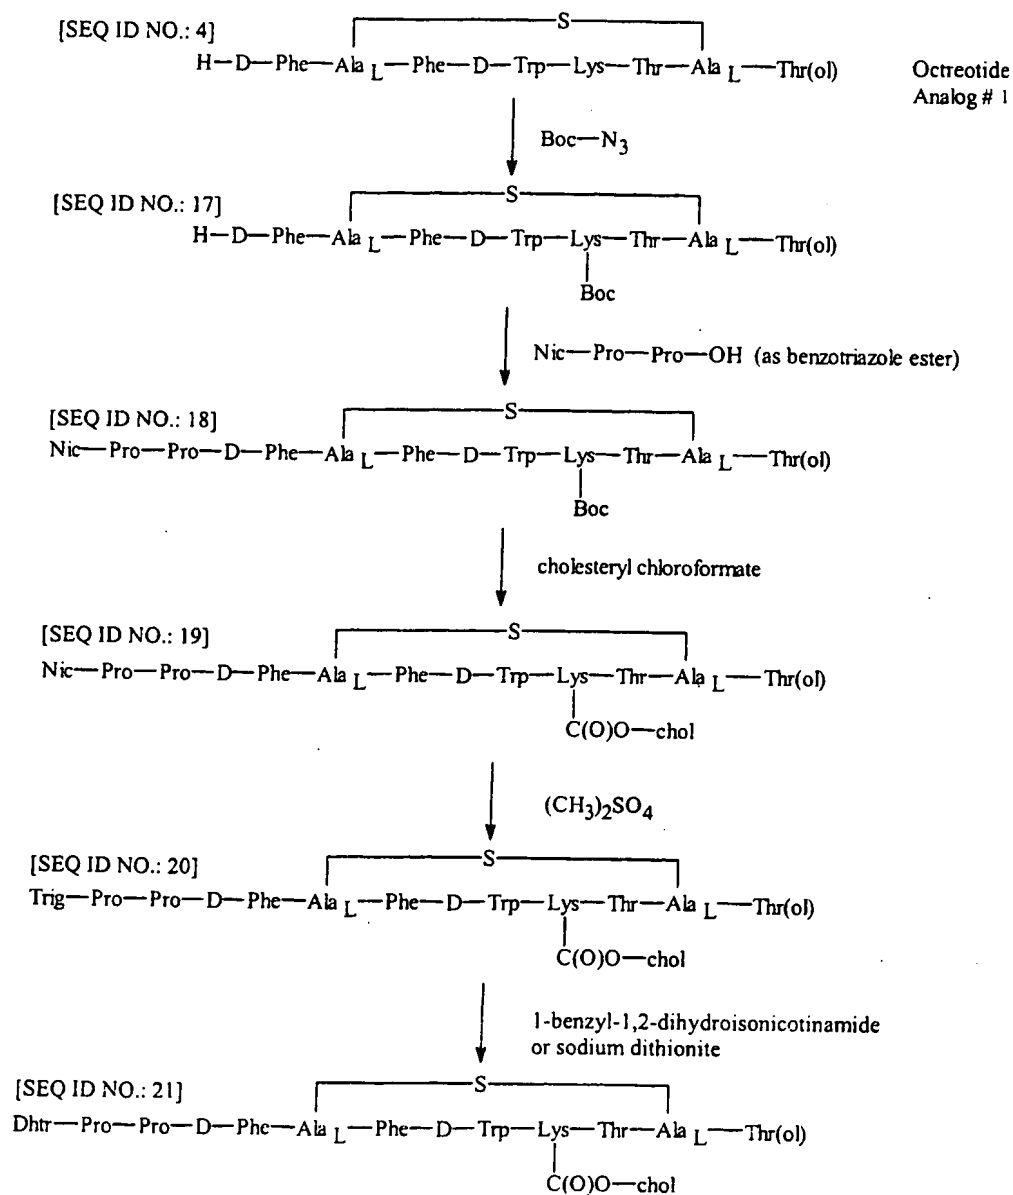 [SEQ ID NO.: 4]
S
H—D—Phe—Ala L—Phe—D—Trp—Lys—Thr—Ala L—Thr(ol)
Octreotide
Analog # 1
Boc—N3
[SEQ ID NO.: 17]
S
H—D—Phe—Ala L—Phe—D—Trp—Lys—Thr—Ala L—Thr(ol)
Boc
Nic—Pro—Pro—OH (as benzotriazole ester)
[SEQ ID NO.: 18]
S
Nic—Pro—Pro—D—Phe—Ala L—Phe—D—Trp—Lys—Thr—Ala L—Thr(ol)
Boc
cholesteryl chloroformate
[SEQ ID NO.: 19]
S
Nic—Pro—Pro—D—Phe—Ala L—Phe—D—Trp—Lys—Thr—Ala L—Thr(ol)
C(O)O—chol
(CH3)2SO4
[SEQ ID NO.: 20]
S
Trig—Pro—Pro—D—Phe—Ala L—Phe—D—Trp—Lys—Thr—Ala L—Thr(ol)
C(O)O—chol
1-benzyl-1,2-dihydroisonicotinamide
or sodium dithionite
[SEQ ID NO.: 21]
S
Dhtr—Pro—Pro—D—Phe—Ala L—Phe—D—Trp—Lys—Thr—Ala L—Thr(ol)
C(O)O—chol